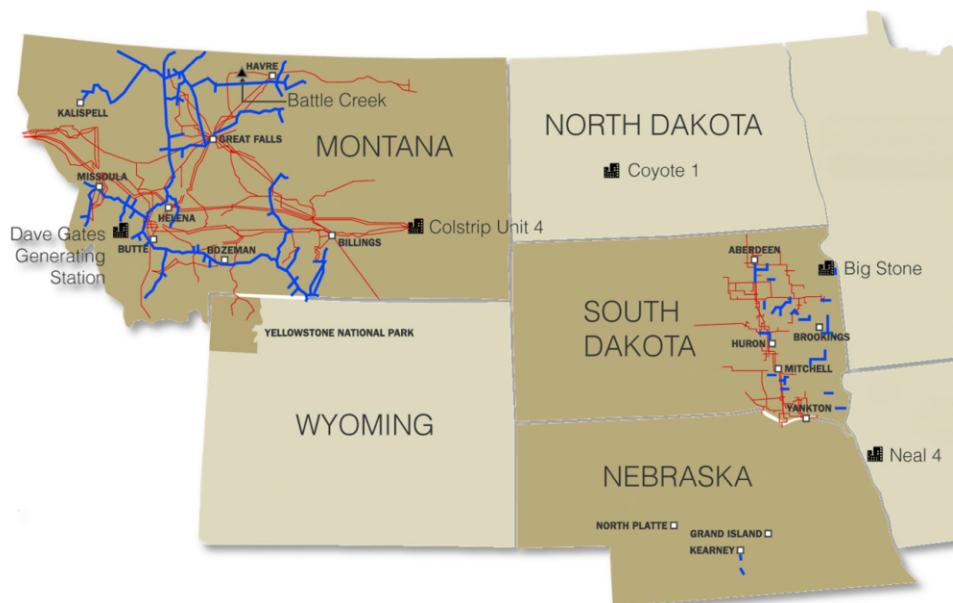 HAVRE
Battle Creek
KALISPELL
GREAT FALLS
MONTANA
NORTH DAKOTA
Coyote 1
MISSOULA
HELENA
Dave Gates
Generating
Station
BUTTE
BOZEMAN
BILLINGS
Colstrip Unit 4
ABERDEEN
Big Stone
SOUTH
DAKOTA
YELLOWSTONE NATIONAL PARK
HURON
BROOKINGS
MITCHELL
WYOMING
YANKTON
Neal 4
NEBRASKA
NORTH PLATTE
GRAND ISLAND
KEARNEY